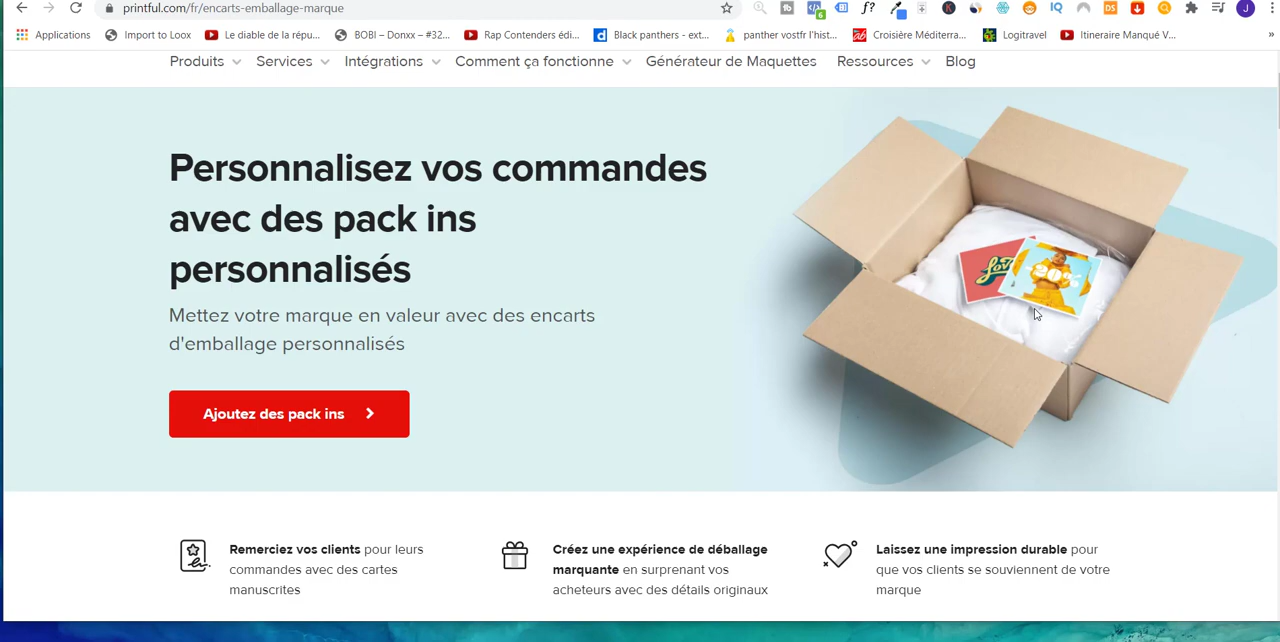 printful.com/fr/encarts-emballage-marque
Applications Import to Loox Le diable de la répu... BOBI – Donxx – #32... Rap Contenders édi... Black panthers - ext... panther vostfr l'hist... Croisière Méditerra... Logitravel Itineraire Manqué V... »
Produits Services Intégrations Comment ça fonctionne Générateur de Maquettes Ressources Blog
Personnalisez vos commandes
avec des pack ins
personnalisés
Mettez votre marque en valeur avec des encarts
d'emballage personnalisés
Ajoutez des pack ins
Love
-20%
Remerciez vos clients pour leurs
commandes avec des cartes
manuscrites
Créez une expérience de déballage
marquante en surprenant vos
acheteurs avec des détails originaux
Laissez une impression durable pour
que vos clients se souviennent de votre
marque